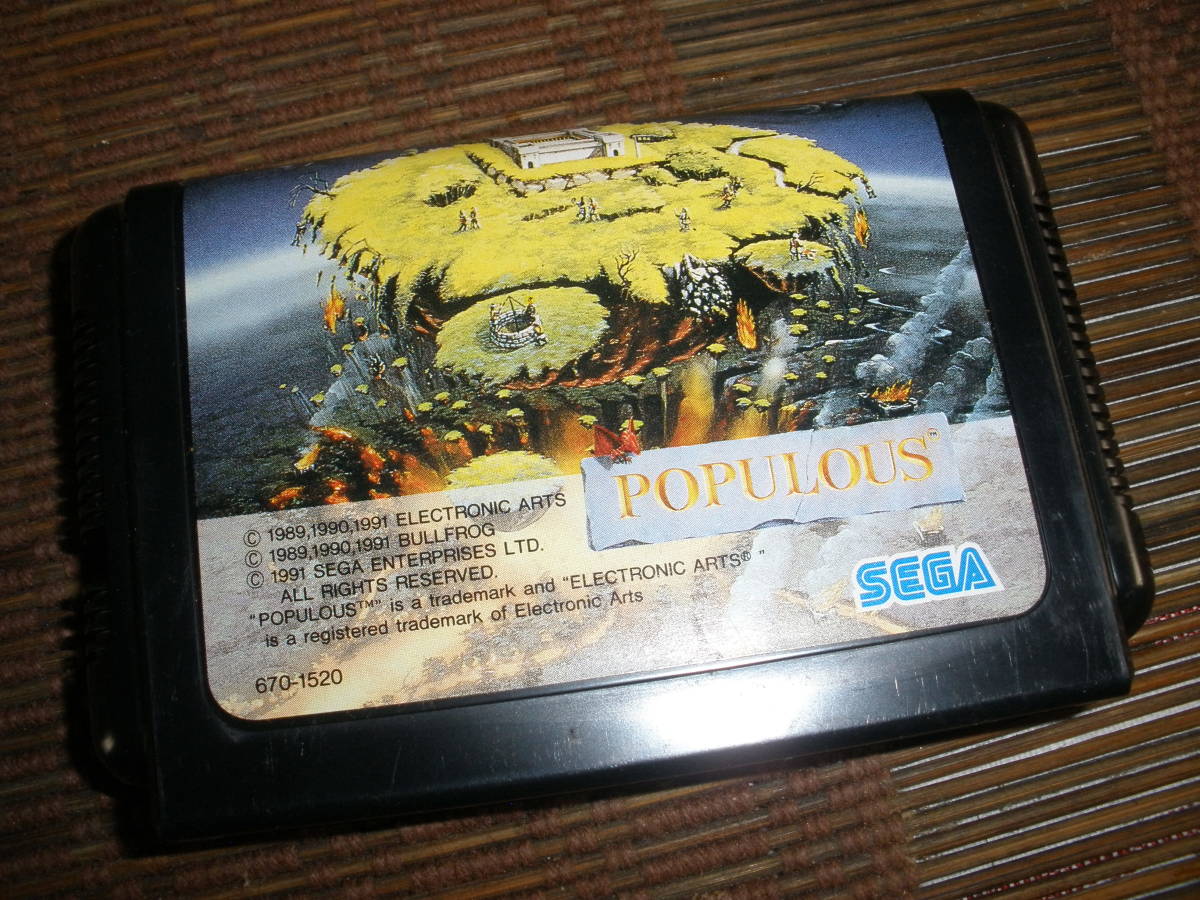 POPULOUS™
© 1989,1990,1991 ELECTRONIC ARTS
© 1989,1990,1991 BULLFROG
© 1991 SEGA ENTERPRISES LTD.
ALL RIGHTS RESERVED.
"POPULOUS™" is a trademark and "ELECTRONIC ARTS® "
is a registered trademark of Electronic Arts
SEGA
670-1520